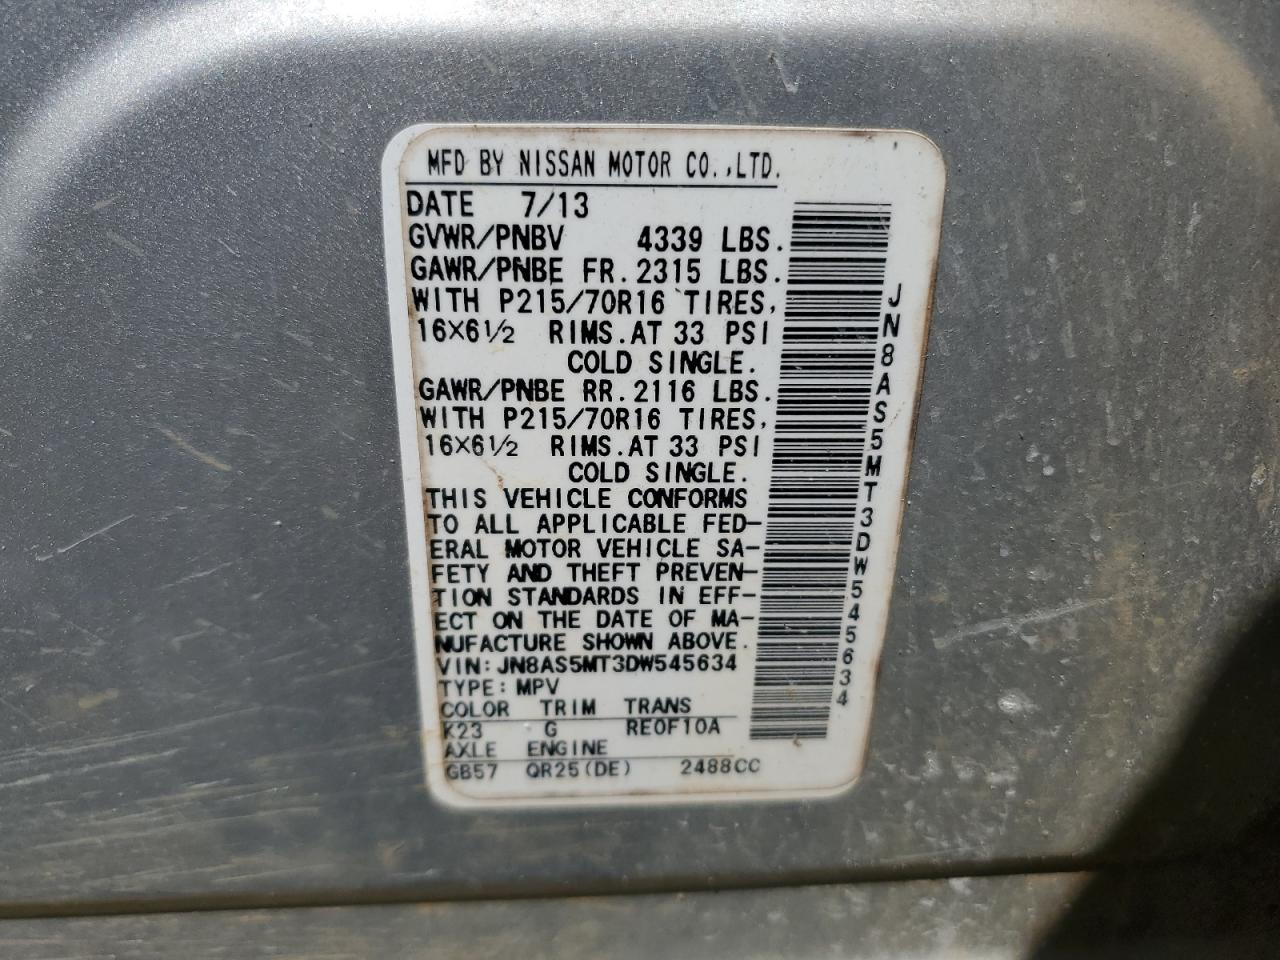 MFD BY NISSAN MOTOR CO.,LTD.
DATE 7/13
GVWR/PNBV 4339 LBS.
GAWR/PNBE FR.2315 LBS.
WITH P215/70R16 TIRES,
16X6½ RIMS.AT 33 PSI
COLD SINGLE.
GAWR/PNBE RR.2116 LBS.
WITH P215/70R16 TIRES,
16X6½ RIMS.AT 33 PSI
COLD SINGLE.
THIS VEHICLE CONFORMS
TO ALL APPLICABLE FED-
ERAL MOTOR VEHICLE SA-
FETY AND THEFT PREVEN-
TION STANDARDS IN EFF-
ECT ON THE DATE OF MA-
NUFACTURE SHOWN ABOVE.
VIN:JN8AS5MT3DW545634
TYPE:MPV
COLOR TRIM TRANS
K23 G RE0F10A
AXLE ENGINE
GB57 QR25(DE) 2488CC
JN8AS5MT3DW545634